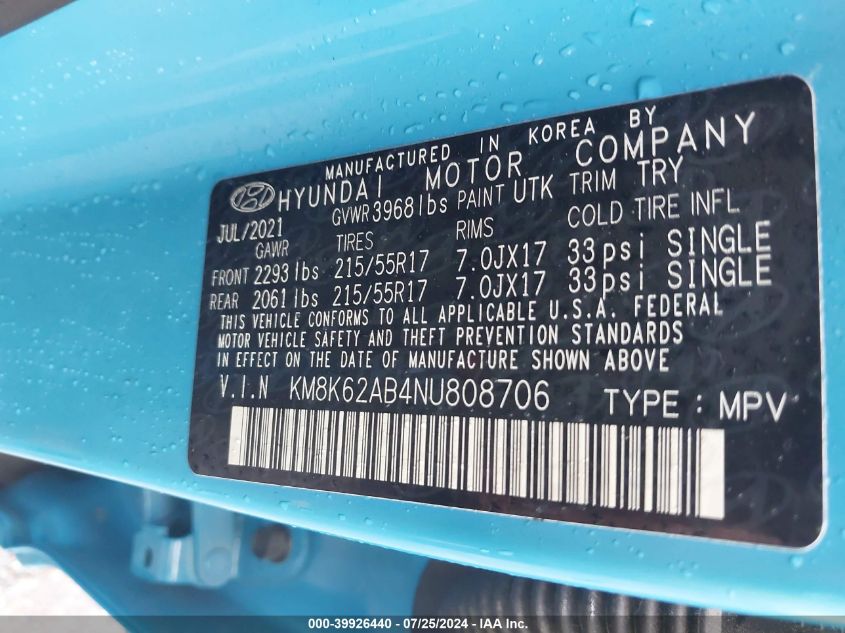 MANUFACTURED IN KOREA BY
HYUNDAI MOTOR COMPANY
JUL/2021 GVWR 3968 lbs PAINT UTK TRIM TRY
GAWR TIRES RIMS COLD TIRE INFL
FRONT 2293 lbs 215/55R17 7.0JX17 33psi SINGLE
REAR 2061 lbs 215/55R17 7.0JX17 33psi SINGLE
THIS VEHICLE CONFORMS TO ALL APPLICABLE U.S.A. FEDERAL
MOTOR VEHICLE SAFETY AND THEFT PREVENTION STANDARDS
IN EFFECT ON THE DATE OF MANUFACTURE SHOWN ABOVE
V.I.N KM8K62AB4NU808706 TYPE : MPV
000-39926440 - 07/25/2024 - IAA Inc.